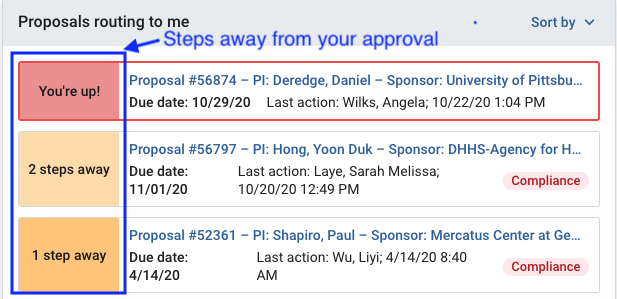 Proposals routing to me
Sort by
Steps away from your approval
You're up!
Proposal #56874 – PI: Deredge, Daniel – Sponsor: University of Pittsbu...
Due date: 10/29/20 Last action: Wilks, Angela; 10/22/20 1:04 PM
2 steps away
Proposal #56797 – PI: Hong, Yoon Duk – Sponsor: DHHS-Agency for H...
Due date: 11/01/20
Last action: Laye, Sarah Melissa;
10/20/20 12:49 PM
Compliance
1 step away
Proposal #52361 – PI: Shapiro, Paul – Sponsor: Mercatus Center at Ge...
Due date:
4/14/20
Last action: Wu, Liyi; 4/14/20 8:40
AM
Compliance